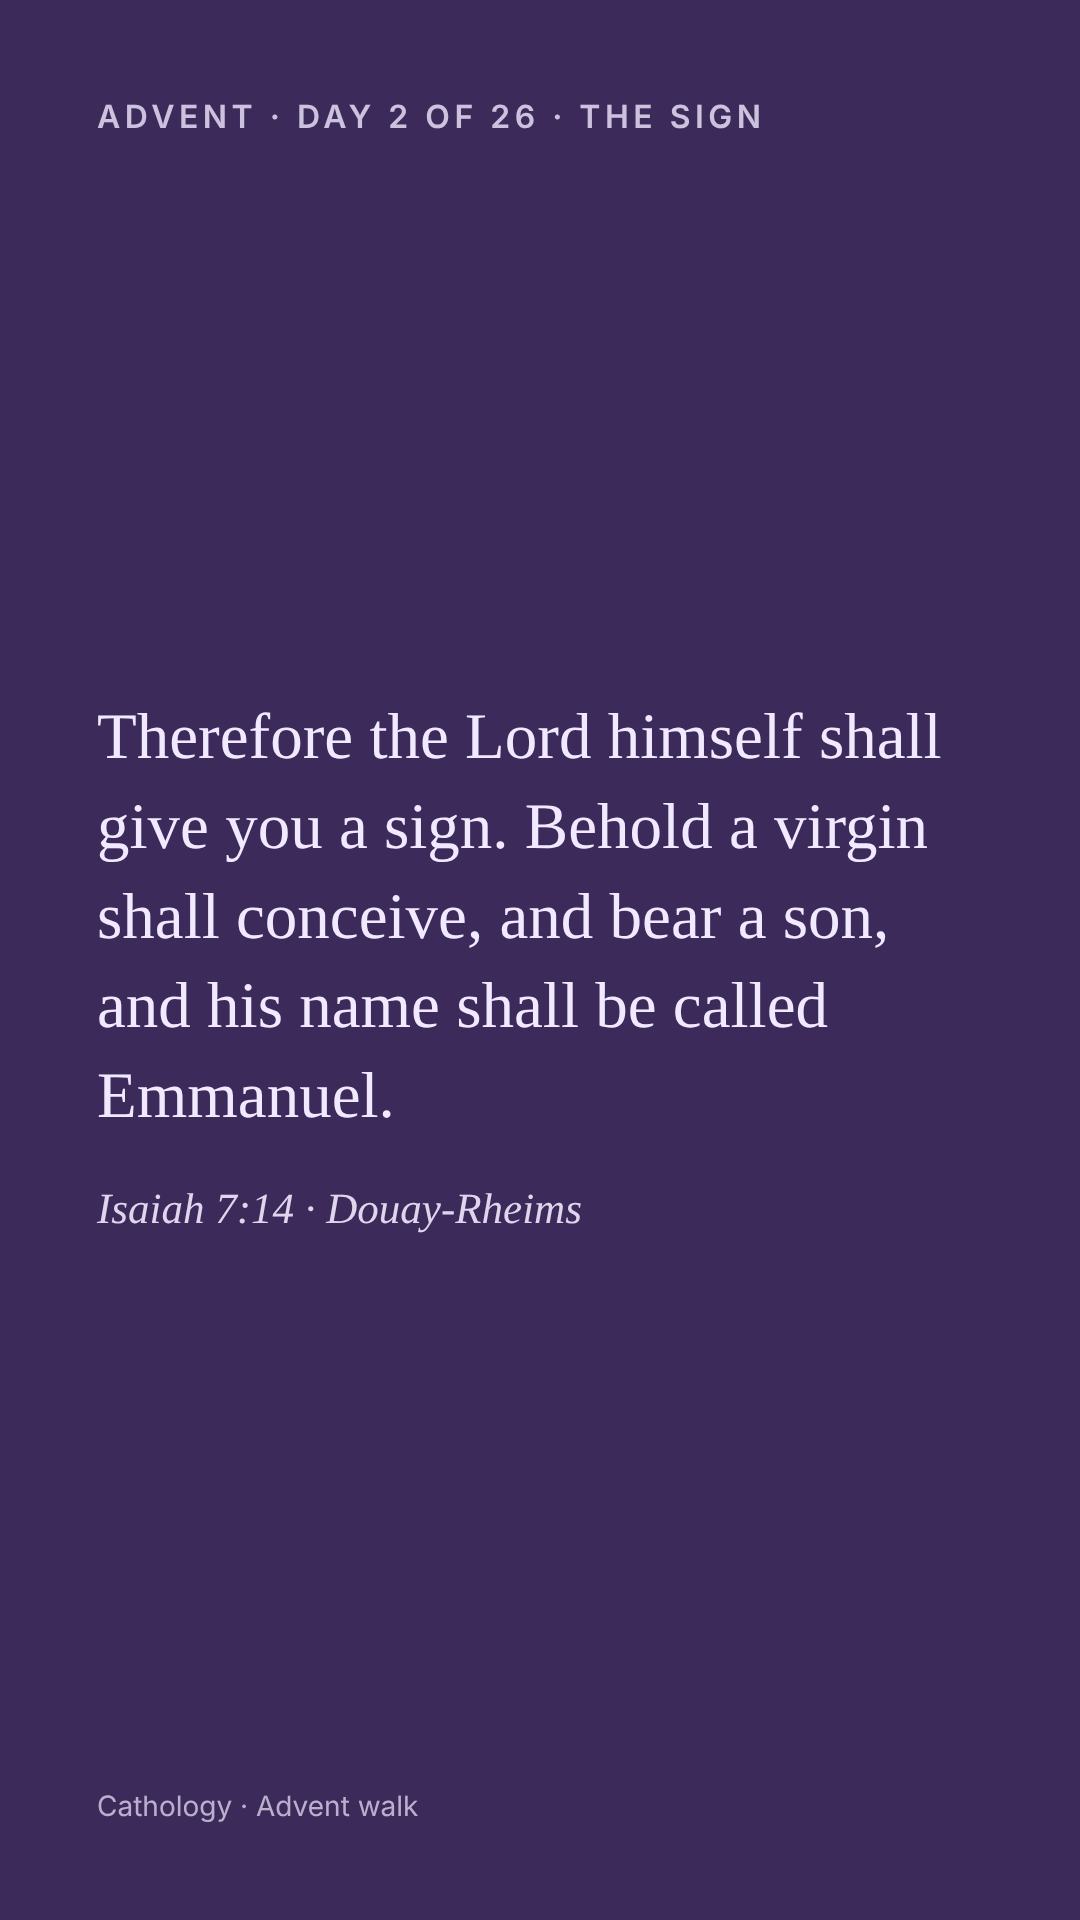 ADVENT · DAY 2 OF 26 · THE SIGN
Therefore the Lord himself shall
give you a sign. Behold a virgin
shall conceive, and bear a son,
and his name shall be called
Emmanuel.
Isaiah 7:14 · Douay-Rheims
Cathology · Advent walk